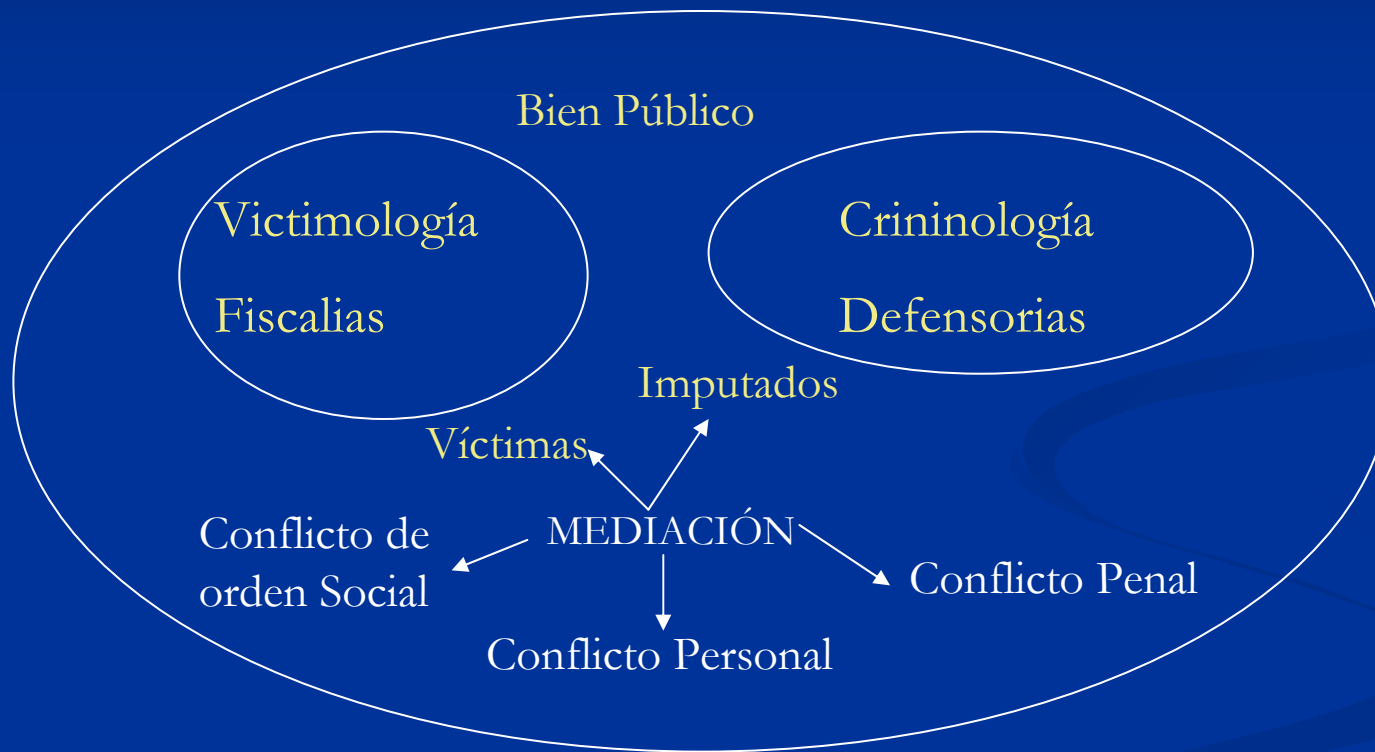 Bien Público
Victimología
Fiscalias
Crininología
Defensorias
Imputados
Víctimas
MEDIACIÓN
Conflicto de
orden Social
Conflicto Penal
Conflicto Personal